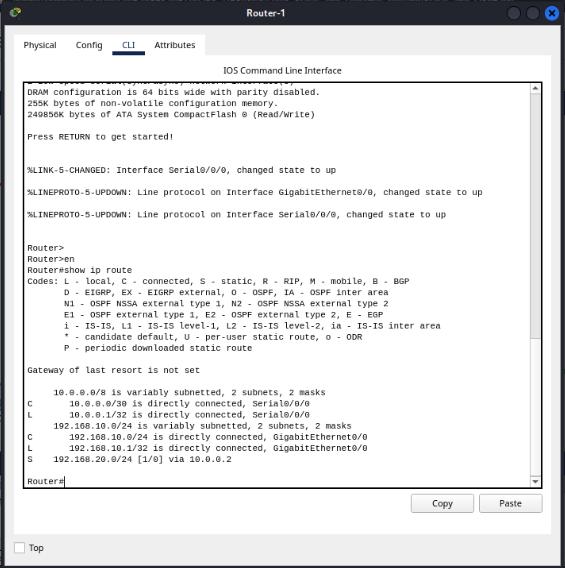 Router-1
Physical Config CLI Attributes
IOS Command Line Interface
DRAM configuration is 64 bits wide with parity disabled.
255K bytes of non-volatile configuration memory.
249856K bytes of ATA System CompactFlash 0 (Read/Write)
Press RETURN to get started!
%LINK-5-CHANGED: Interface Serial0/0/0, changed state to up
%LINEPROTO-5-UPDOWN: Line protocol on Interface GigabitEthernet0/0, changed state to up
%LINEPROTO-5-UPDOWN: Line protocol on Interface Serial0/0/0, changed state to up
Router>
Router>en
Router#show ip route
Codes: L - local, C - connected, S - static, R - RIP, M - mobile, B - BGP
D - EIGRP, EX - EIGRP external, O - OSPF, IA - OSPF inter area
N1 - OSPF NSSA external type 1, N2 - OSPF NSSA external type 2
E1 - OSPF external type 1, E2 - OSPF external type 2, E - EGP
i - IS-IS, L1 - IS-IS level-1, L2 - IS-IS level-2, ia - IS-IS inter area
* - candidate default, U - per-user static route, o - ODR
P - periodic downloaded static route
Gateway of last resort is not set
10.0.0.0/8 is variably subnetted, 2 subnets, 2 masks
C 10.0.0.0/30 is directly connected, Serial0/0/0
L 10.0.0.1/32 is directly connected, Serial0/0/0
192.168.10.0/24 is variably subnetted, 2 subnets, 2 masks
C 192.168.10.0/24 is directly connected, GigabitEthernet0/0
L 192.168.10.1/32 is directly connected, GigabitEthernet0/0
S 192.168.20.0/24 [1/0] via 10.0.0.2
Router#
Copy Paste
Top